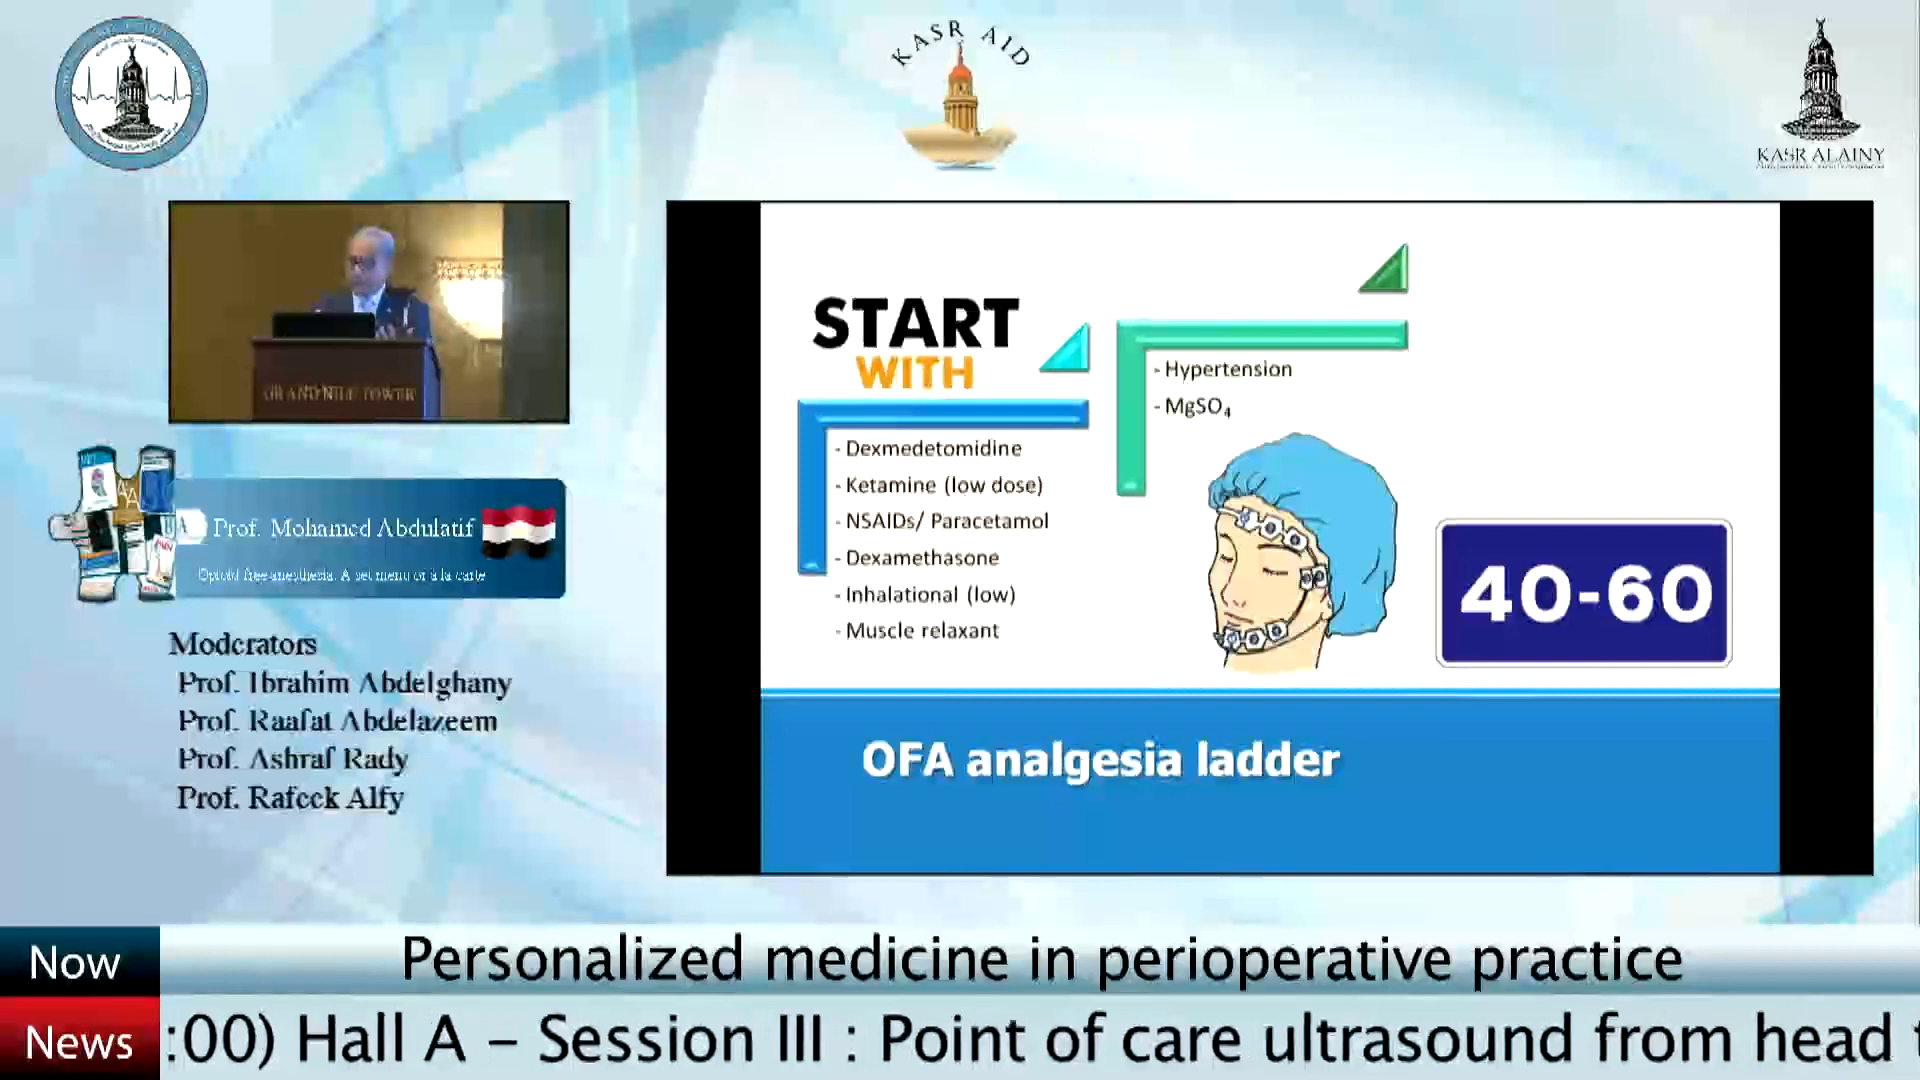 KASR AID
KASR ALAINY
GRAND NILE TOWER
Prof. Mohamed Abdulatif
Opioid free anesthesia. A set menu or a la carte
Moderators
Prof. Ibrahim Abdelghany
Prof. Raafat Abdelazeem
Prof. Ashraf Rady
Prof. Rafeek Alfy
START
WITH
- Dexmedetomidine
- Ketamine (low dose)
- NSAIDs/ Paracetamol
- Dexamethasone
- Inhalational (low)
- Muscle relaxant
- Hypertension
- MgSO₄
40-60
OFA analgesia ladder
Now
Personalized medicine in perioperative practice
News
:00) Hall A – Session III : Point of care ultrasound from head